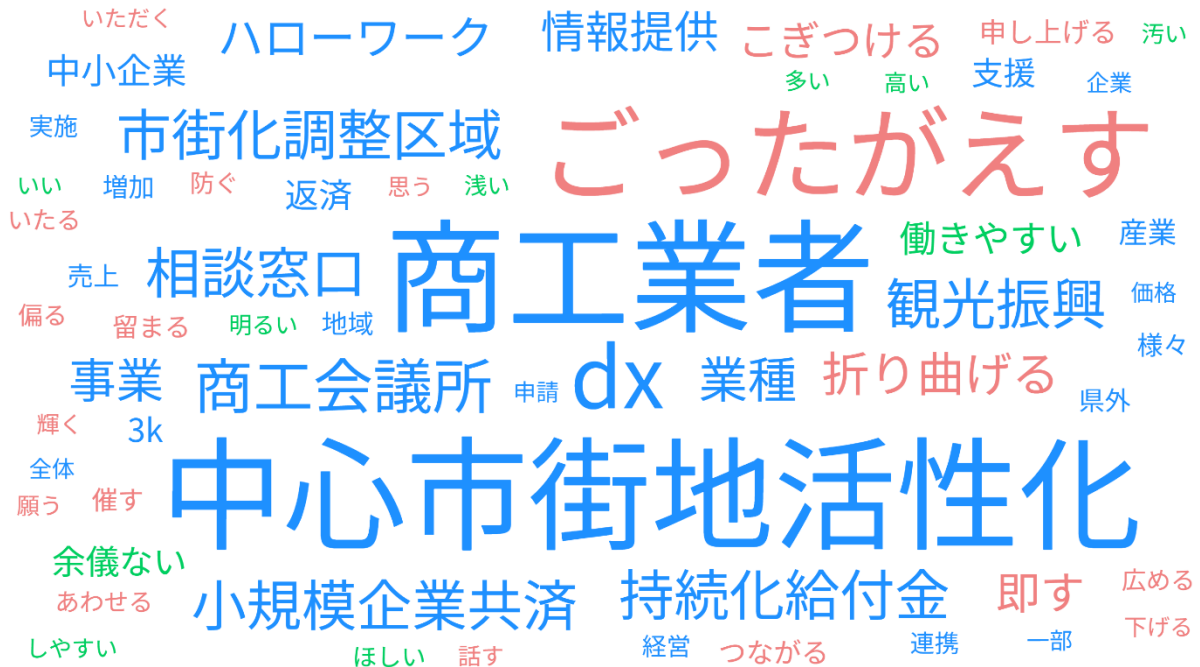 いただく
ハローワーク
情報提供
こぎつける
申し上げる
汚い
中小企業
多い
高い
支援
企業
実施
市街化調整区域
ごったがえす
いい
増加
防ぐ
返済
思う
浅い
いたる
商工業者
働きやすい
産業
売上
相談窓口
観光振興
価格
偏る
留まる
明るい
地域
様々
事業
商工会議所
申請
dx
業種
折り曲げる
県外
輝く
3k
全体
願う
催す
中心市街地活性化
余儀ない
あわせる
小規模企業共済
持続化給付金
即す
広める
下げる
しやすい
ほしい
話す
経営
つながる
連携
一部